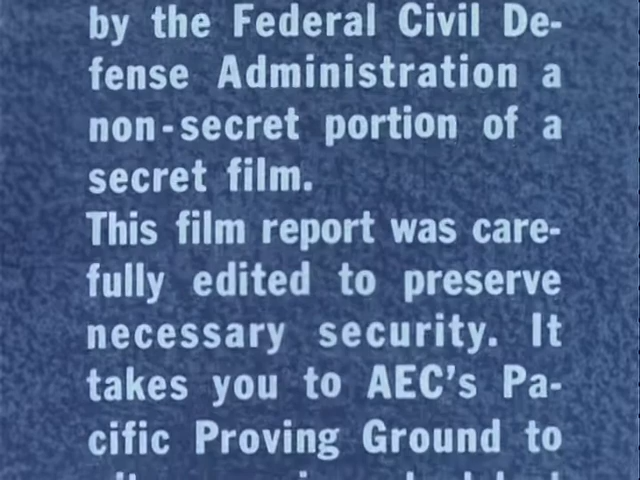 by the Federal Civil De-
fense Administration a
non-secret portion of a
secret film.
This film report was care-
fully edited to preserve
necessary security. It
takes you to AEC's Pa-
cific Proving Ground to